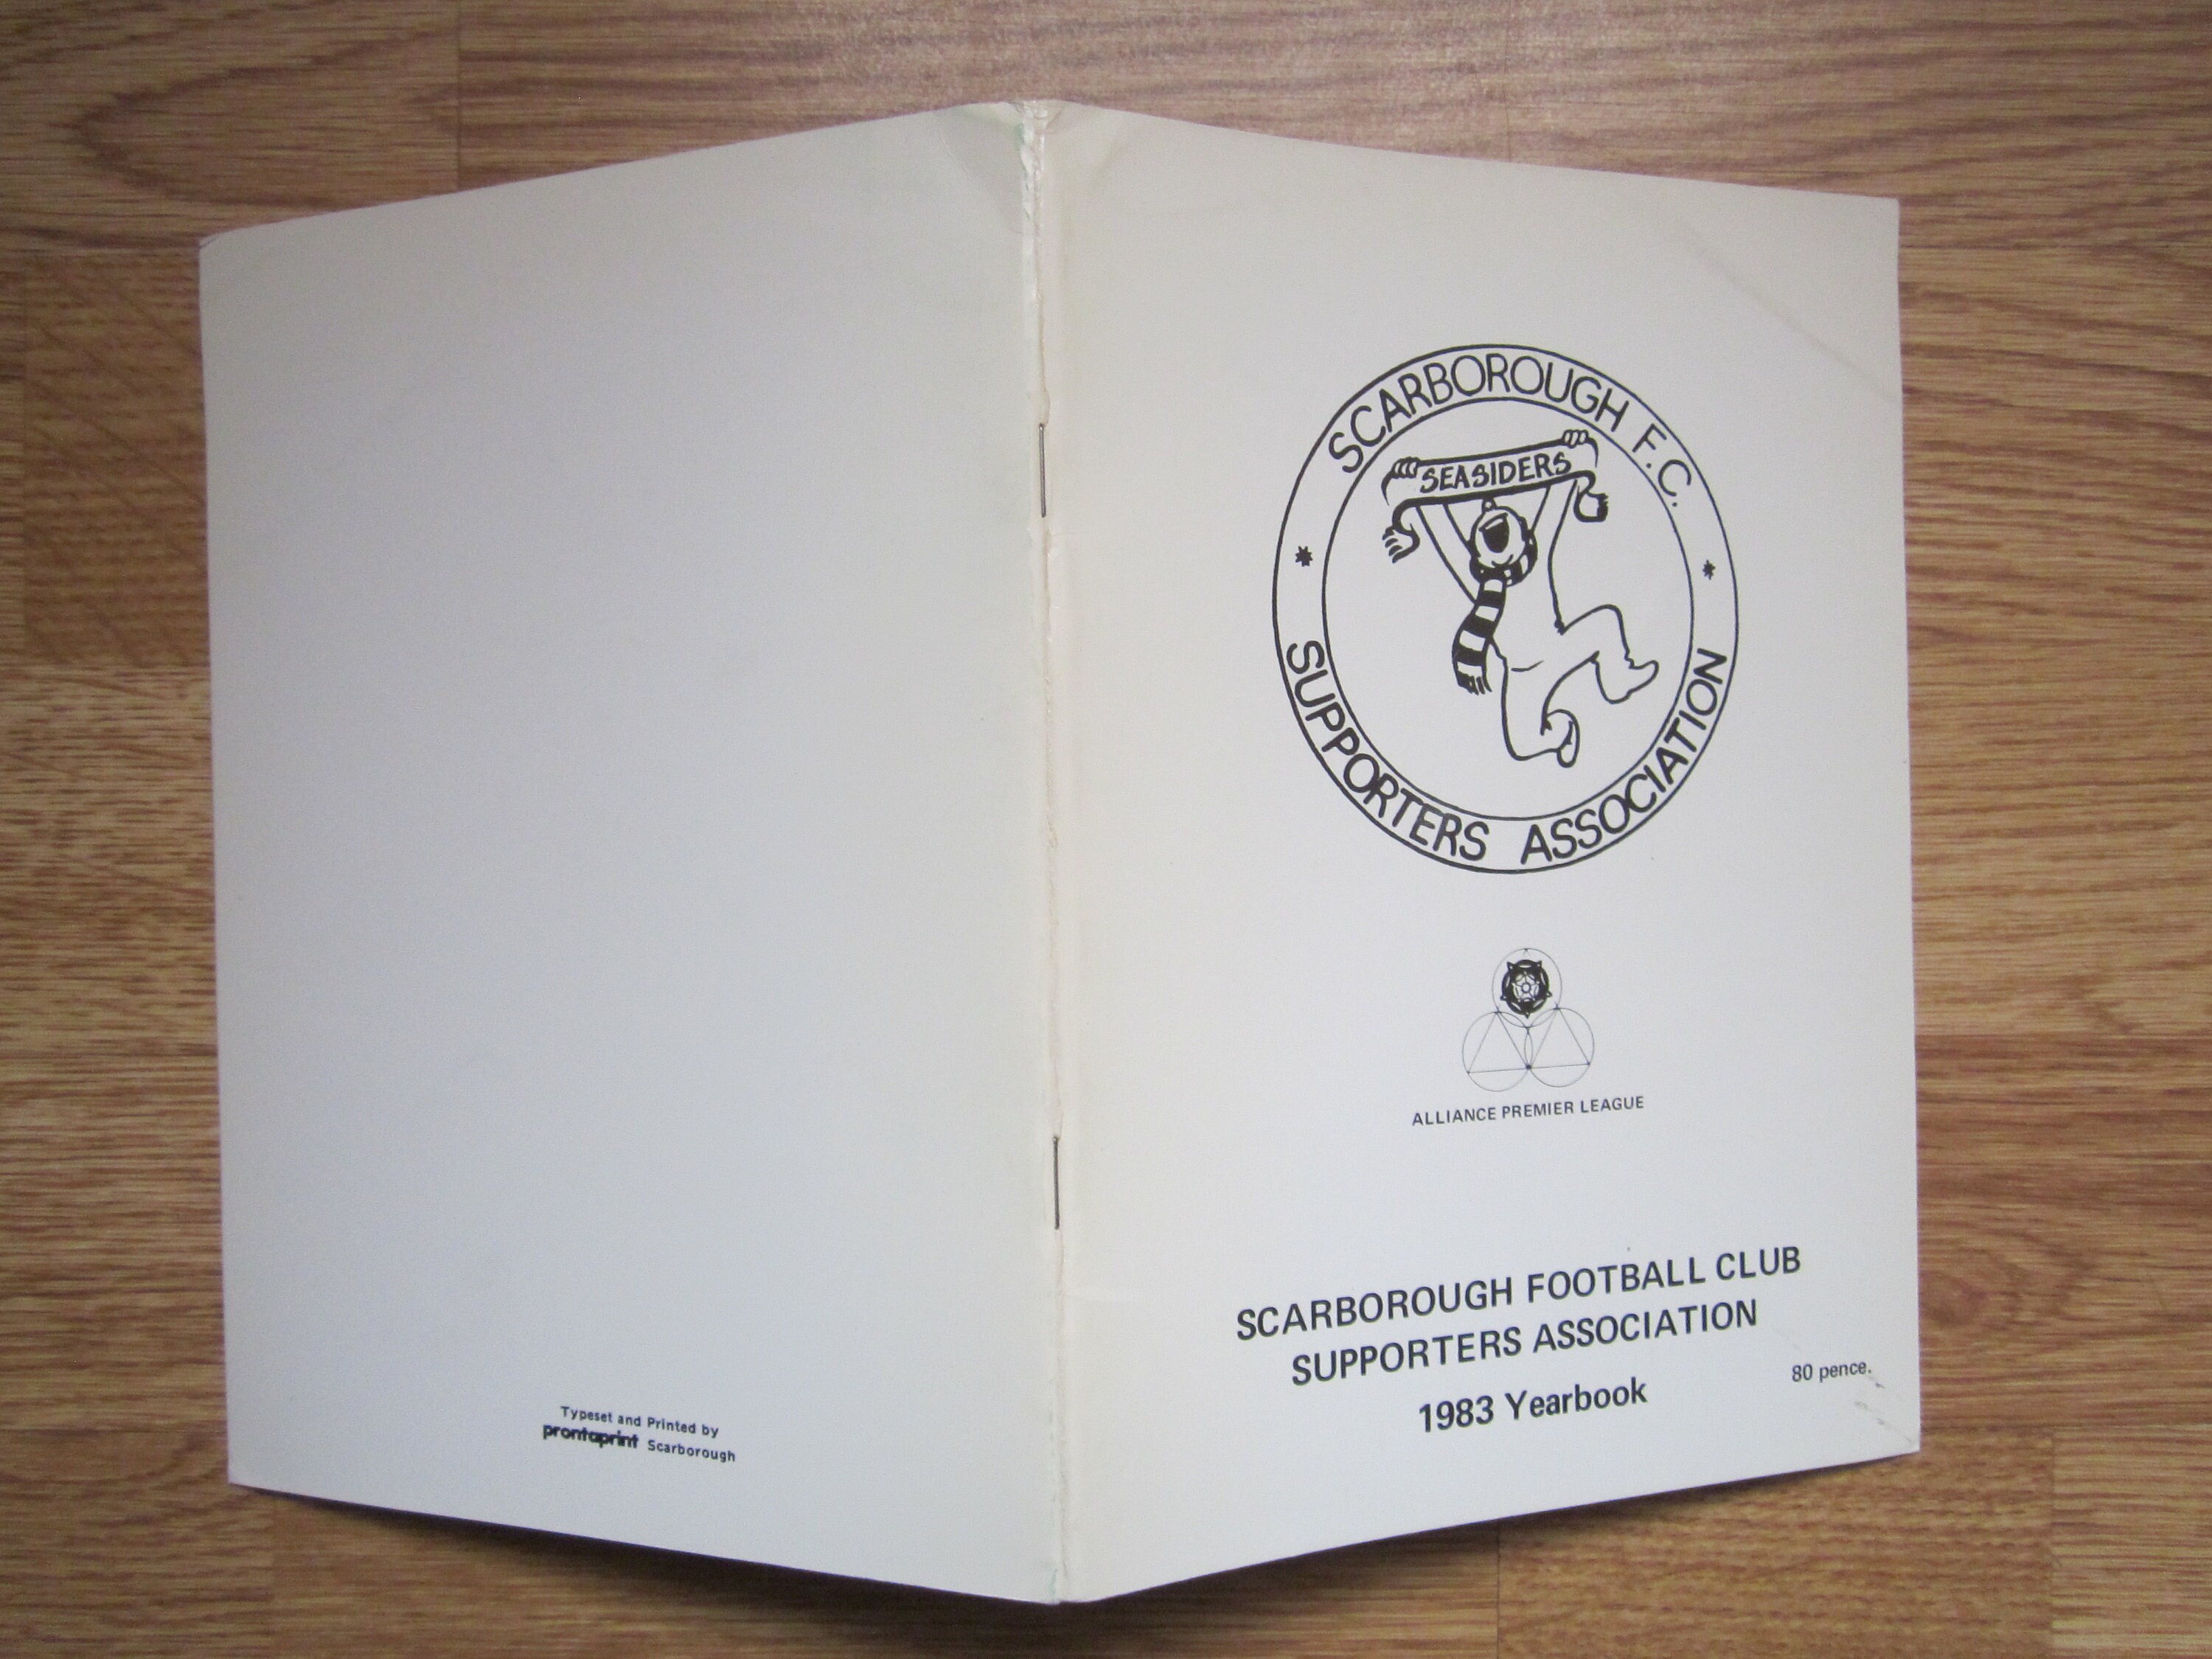 Typeset and Printed by
prontaprint Scarborough
SCARBOROUGH F.C.
SEASIDERS
SUPPORTERS ASSOCIATION
ALLIANCE PREMIER LEAGUE
SCARBOROUGH FOOTBALL CLUB
SUPPORTERS ASSOCIATION
1983 Yearbook
80 pence.